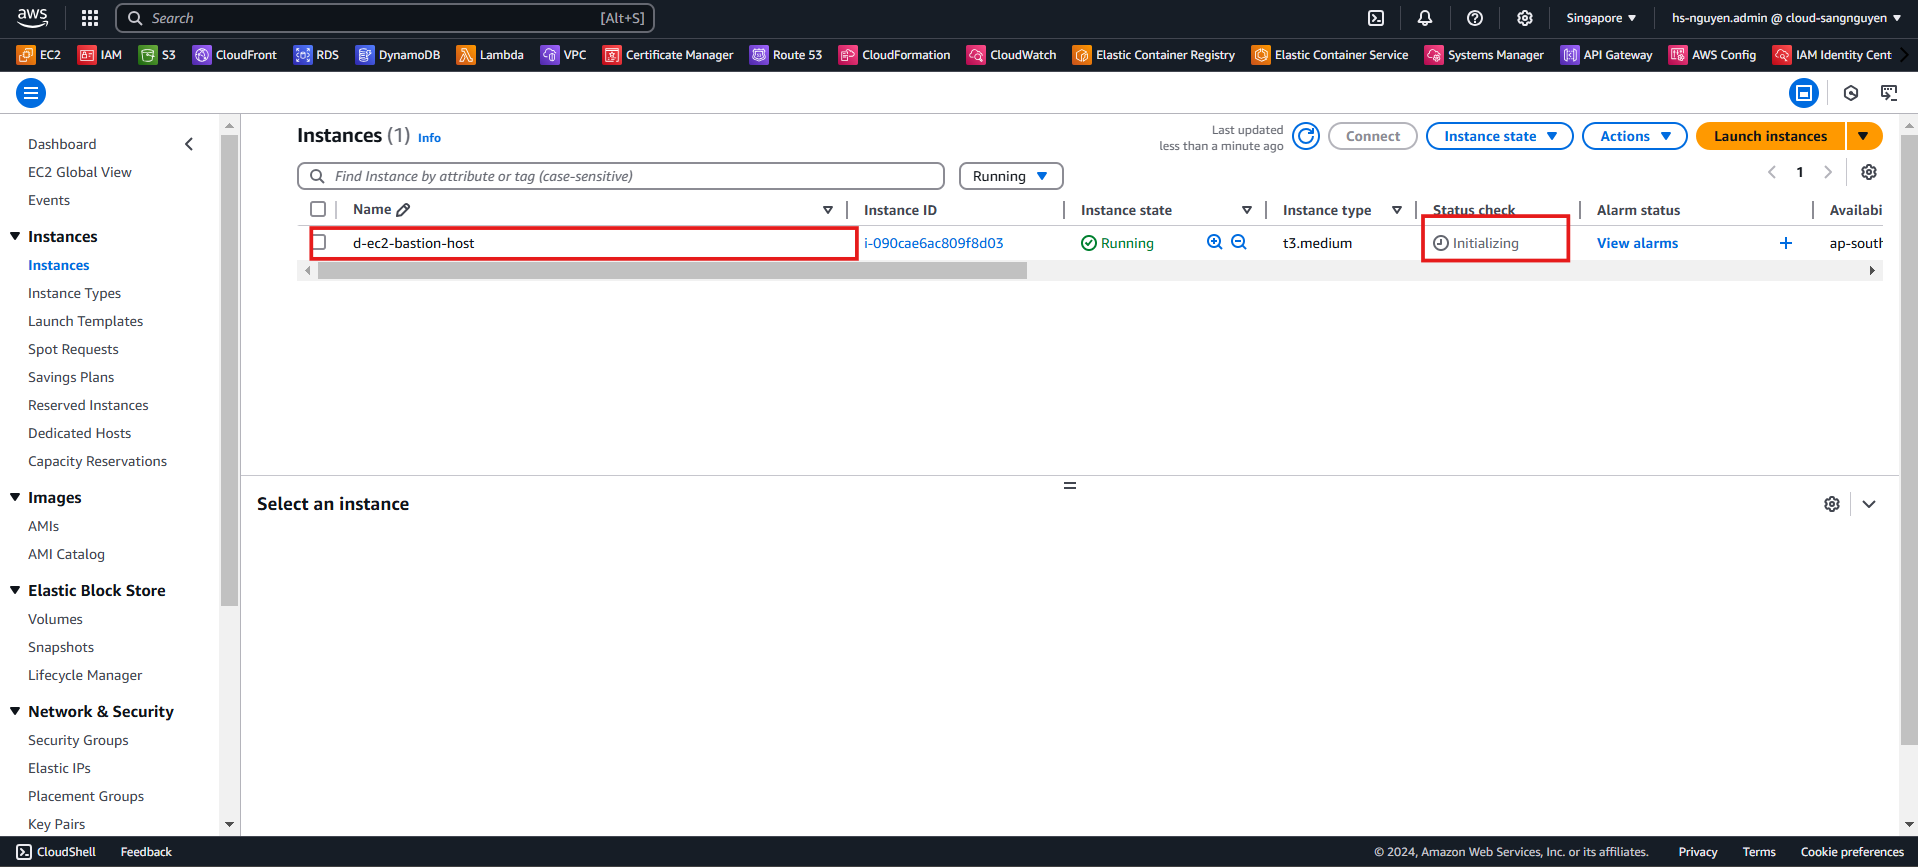 aws Search [Alt+S] Singapore hs-nguyen.admin @ cloud-sangnguyen
EC2 IAM S3 CloudFront RDS DynamoDB Lambda VPC Certificate Manager Route 53 CloudFormation CloudWatch Elastic Container Registry Elastic Container Service Systems Manager API Gateway AWS Config IAM Identity Cent
Dashboard
EC2 Global View
Events
Instances
Instances
Instance Types
Launch Templates
Spot Requests
Savings Plans
Reserved Instances
Dedicated Hosts
Capacity Reservations
Images
AMIs
AMI Catalog
Elastic Block Store
Volumes
Snapshots
Lifecycle Manager
Network & Security
Security Groups
Elastic IPs
Placement Groups
Key Pairs
Instances (1) Info
Last updated
less than a minute ago
Connect Instance state Actions Launch instances
Find Instance by attribute or tag (case-sensitive) Running 1
Name Instance ID Instance state Instance type Status check Alarm status Availabi
d-ec2-bastion-host i-090cae6ac809f8d03 Running t3.medium Initializing View alarms + ap-south
Select an instance
CloudShell Feedback © 2024, Amazon Web Services, Inc. or its affiliates. Privacy Terms Cookie preferences